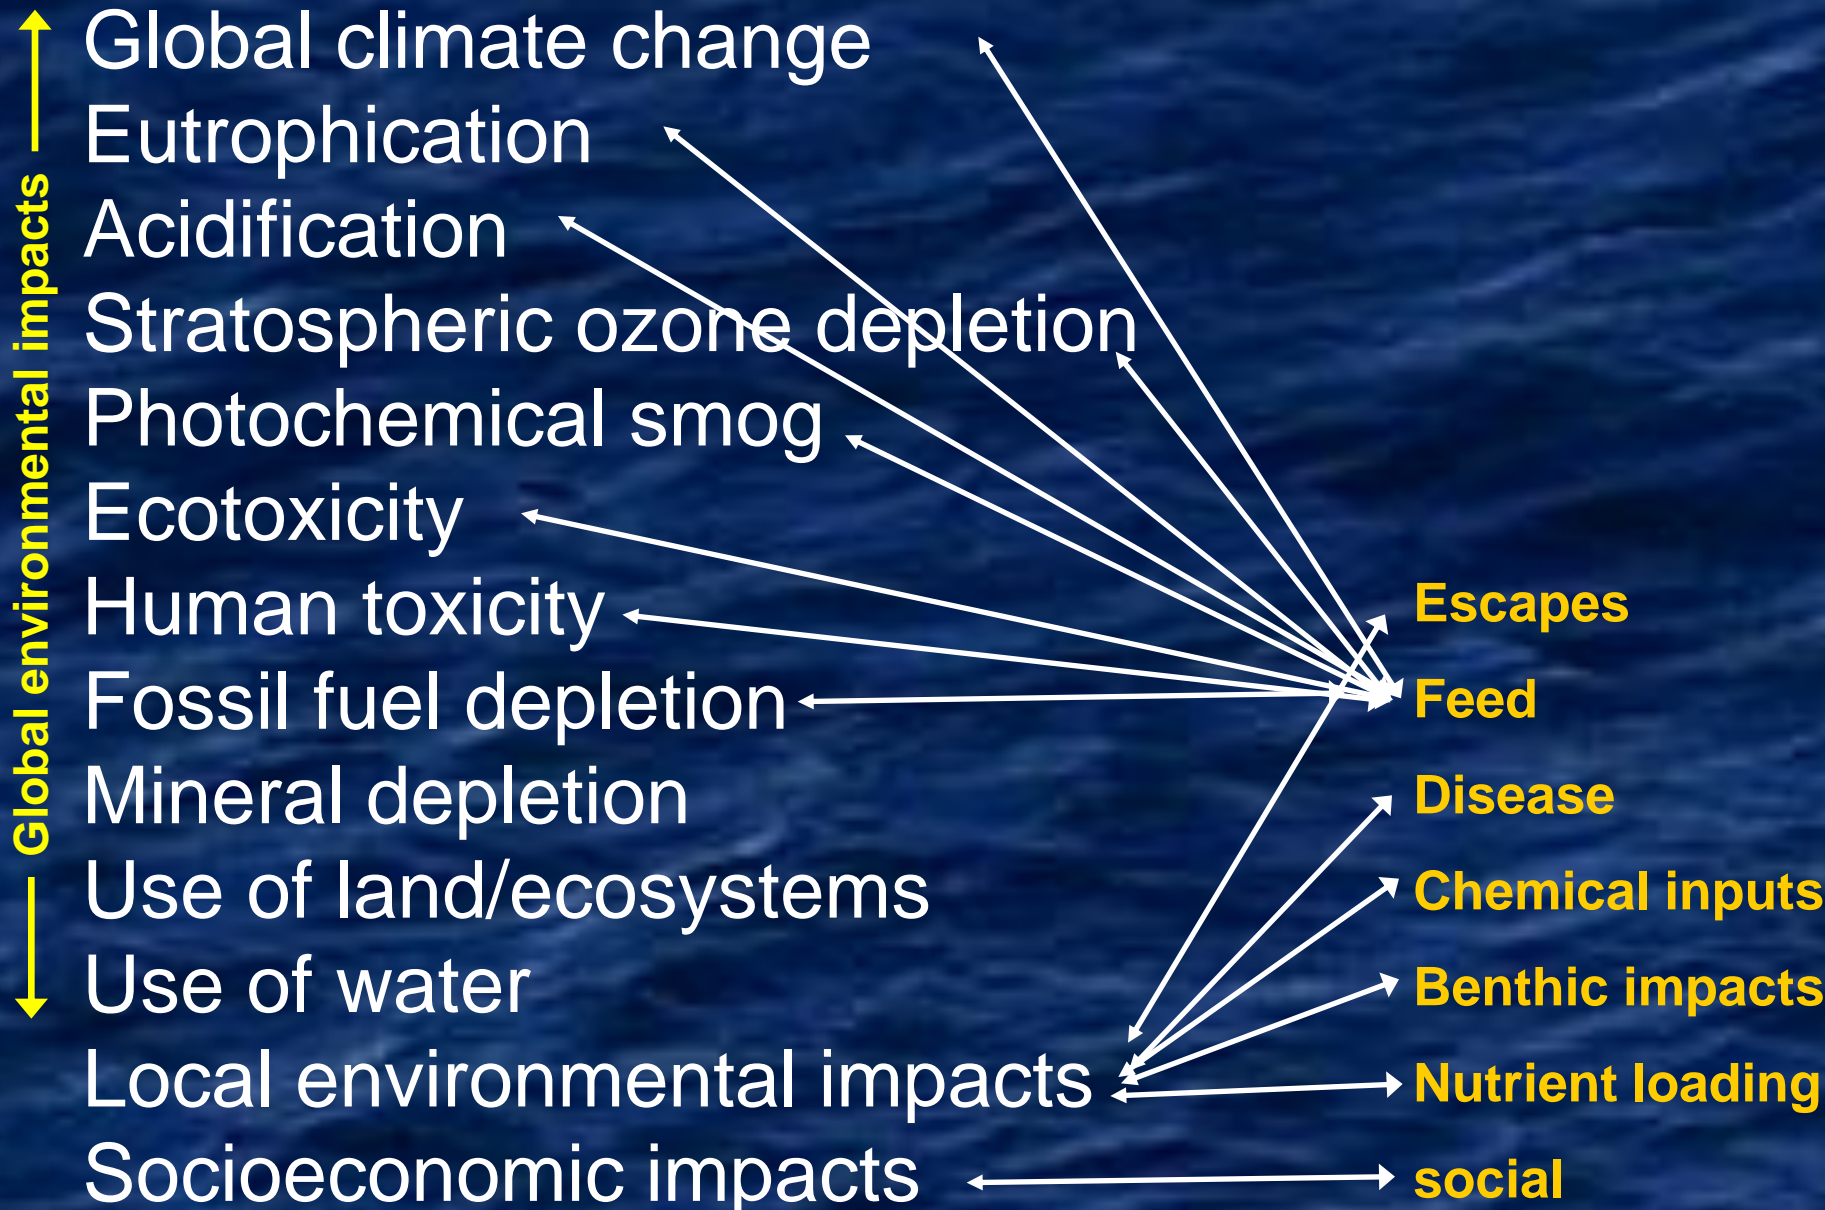 Global environmental impacts
Global climate change
Eutrophication
Acidification
Stratospheric ozone depletion
Photochemical smog
Ecotoxicity
Human toxicity
Fossil fuel depletion
Mineral depletion
Use of land/ecosystems
Use of water
Local environmental impacts
Socioeconomic impacts
Escapes
Feed
Disease
Chemical inputs
Benthic impacts
Nutrient loading
social